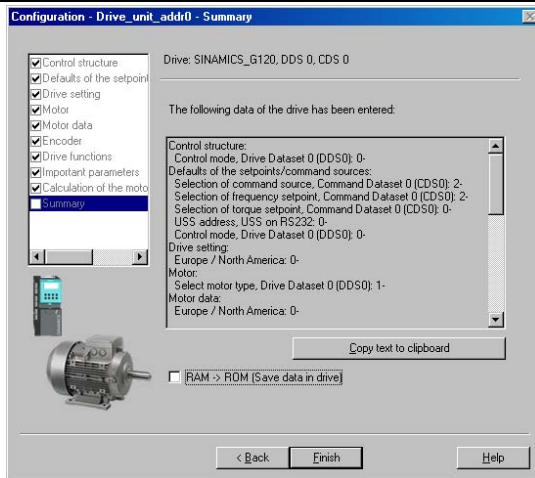 Configuration - Drive_unit_addr0 - Summary
Control structure
Defaults of the setpoint
Drive setting
Motor
Motor data
Encoder
Drive functions
Important parameters
Calculation of the moto
Summary
Drive: SINAMICS_G120, DDS 0, CDS 0
The following data of the drive has been entered:
Control structure:
Control mode, Drive Dataset 0 (DDS0): 0-
Defaults of the setpoints/command sources:
Selection of command source, Command Dataset 0 (CDS0): 2-
Selection of frequency setpoint, Command Dataset 0 (CDS0): 2-
Selection of torque setpoint, Command Dataset 0 (CDS0): 0-
USS address, USS on RS232: 0-
Control mode, Drive Dataset 0 (DDS0): 0-
Drive setting:
Europe / North America: 0-
Motor:
Select motor type, Drive Dataset 0 (DDS0): 1-
Motor data:
Europe / North America: 0-
Copy text to clipboard
RAM -> ROM (Save data in drive)
< Back
Finish
Help